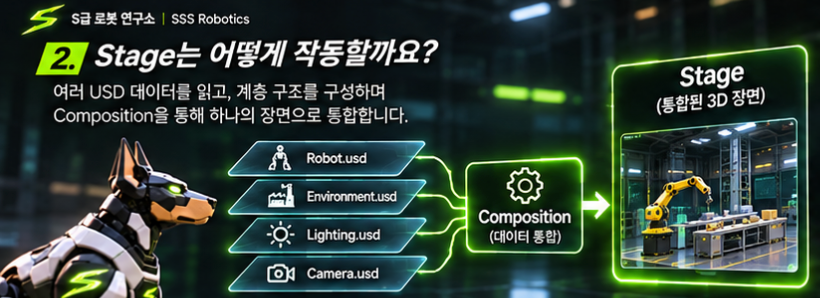 S급 로봇 연구소 | SSS Robotics
2. Stage는 어떻게 작동할까요?
여러 USD 데이터를 읽고, 계층 구조를 구성하며
Composition을 통해 하나의 장면으로 통합합니다.
Robot.usd
Environment.usd
Lighting.usd
Camera.usd
Composition
(데이터 통합)
Stage
(통합된 3D 장면)